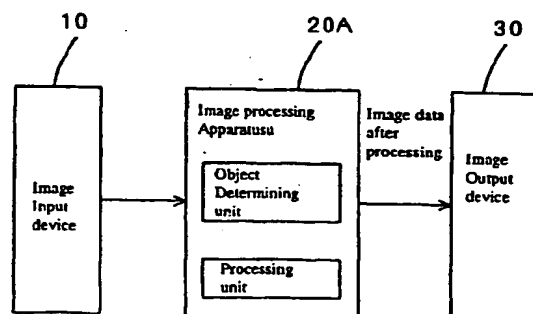 10
20A
30
Image
Input
device
Image processing
Apparatusu
Object
Determining
unit
Processing
unit
Image data
after
processing
Image
Output
device